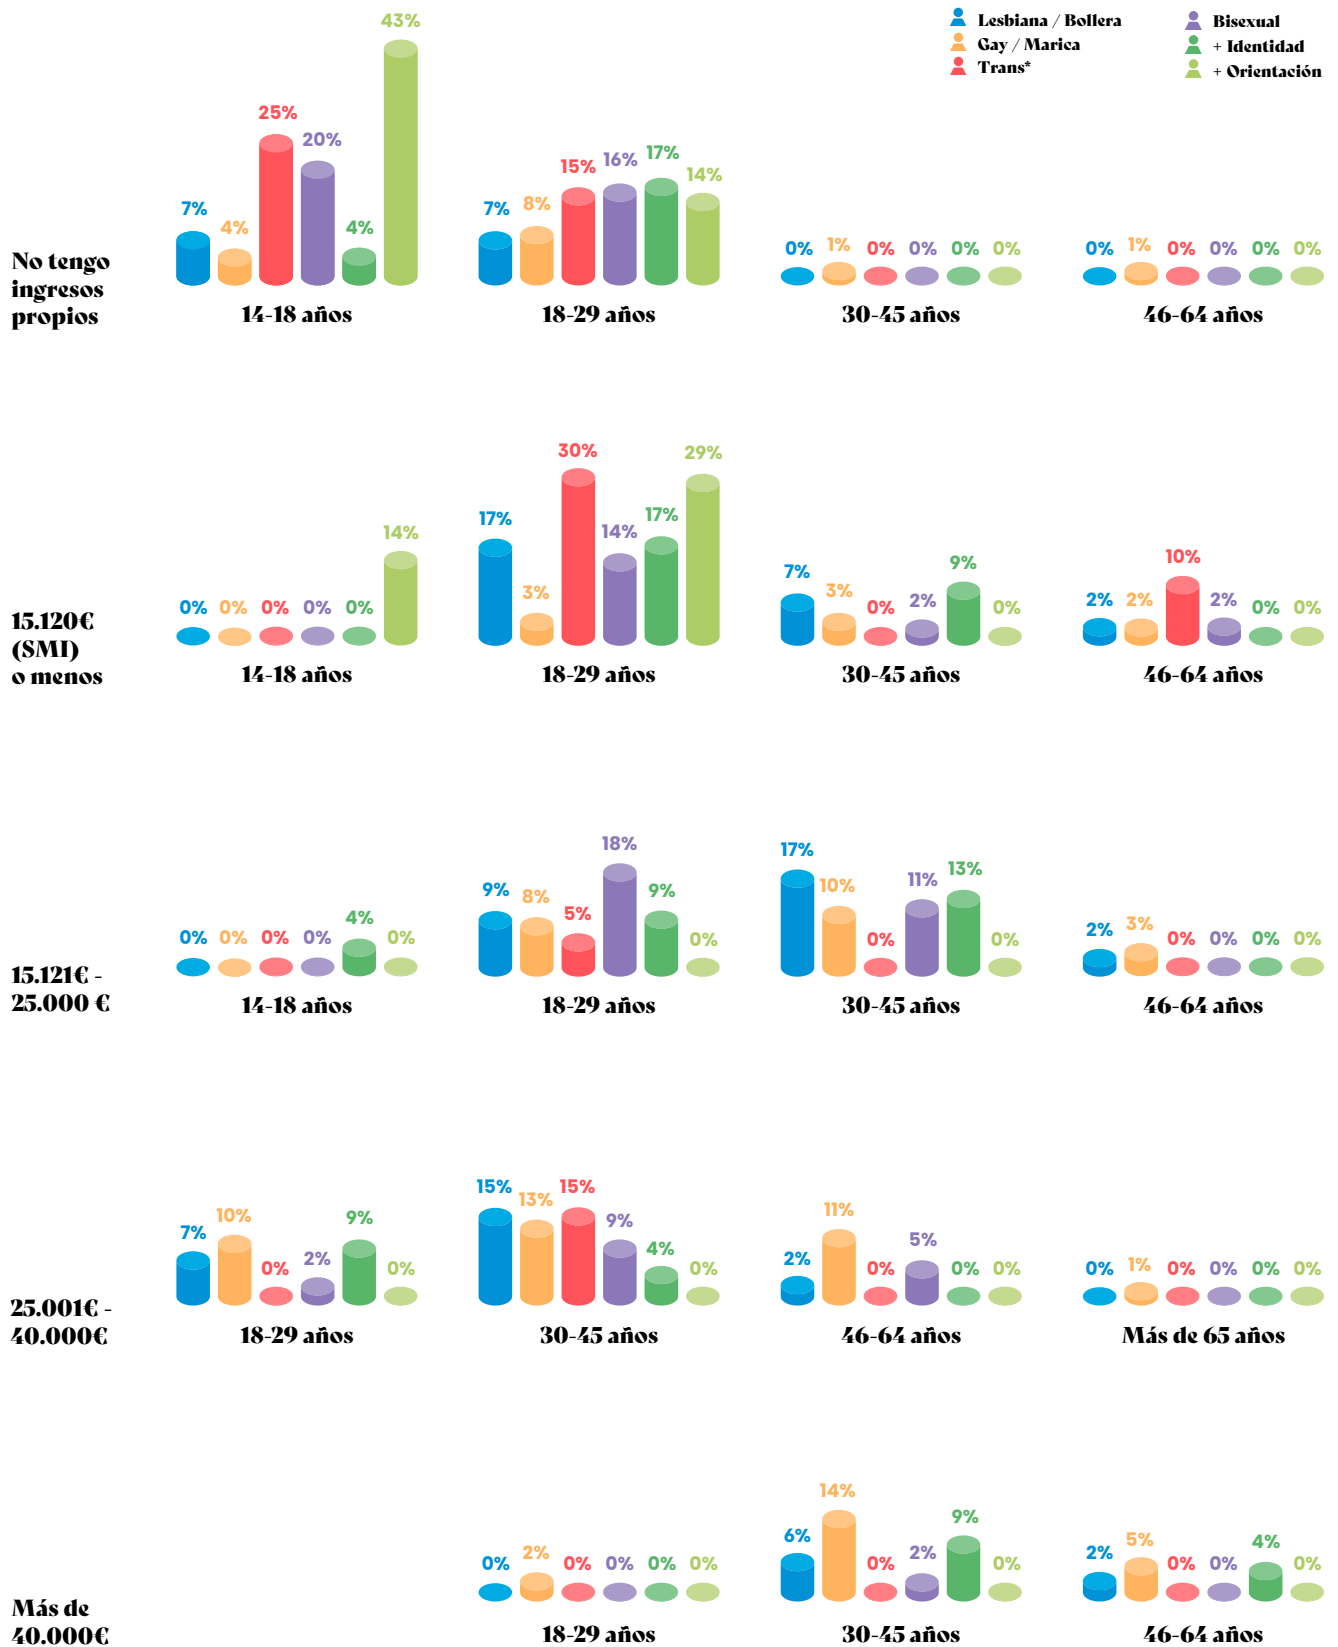 Lesbiana / Bollera
Gay / Marica
Trans*
Bisexual
+ Identidad
+ Orientación
No tengo
ingresos
propios
7% 4% 25% 20% 4% 43%
14-18 años
7% 8% 15% 16% 17% 14%
18-29 años
0% 1% 0% 0% 0% 0%
30-45 años
0% 1% 0% 0% 0% 0%
46-64 años
15.120€
(SMI)
o menos
0% 0% 0% 0% 0% 14%
14-18 años
17% 3% 30% 14% 17% 29%
18-29 años
7% 3% 0% 2% 9% 0%
30-45 años
2% 2% 10% 2% 0% 0%
46-64 años
15.121€ -
25.000 €
0% 0% 0% 0% 4% 0%
14-18 años
9% 8% 5% 18% 9% 0%
18-29 años
17% 10% 0% 11% 13% 0%
30-45 años
2% 3% 0% 0% 0% 0%
46-64 años
25.001€ -
40.000€
7% 10% 0% 2% 9% 0%
18-29 años
15% 13% 15% 9% 4% 0%
30-45 años
2% 11% 0% 5% 0% 0%
46-64 años
0% 1% 0% 0% 0% 0%
Más de 65 años
Más de
40.000€
0% 2% 0% 0% 0% 0%
18-29 años
6% 14% 0% 2% 9% 0%
30-45 años
2% 5% 0% 0% 4% 0%
46-64 años